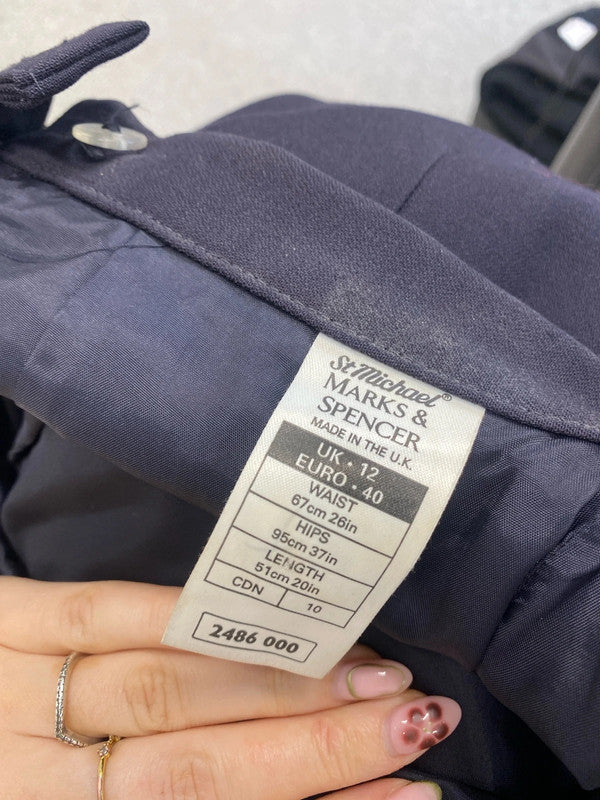 St Michael®
MARKS &
SPENCER
MADE IN THE U.K.
UK · 12
EURO · 40
WAIST
67cm 26in
HIPS
95cm 37in
LENGTH
51cm 20in
CDN 10
2486 000